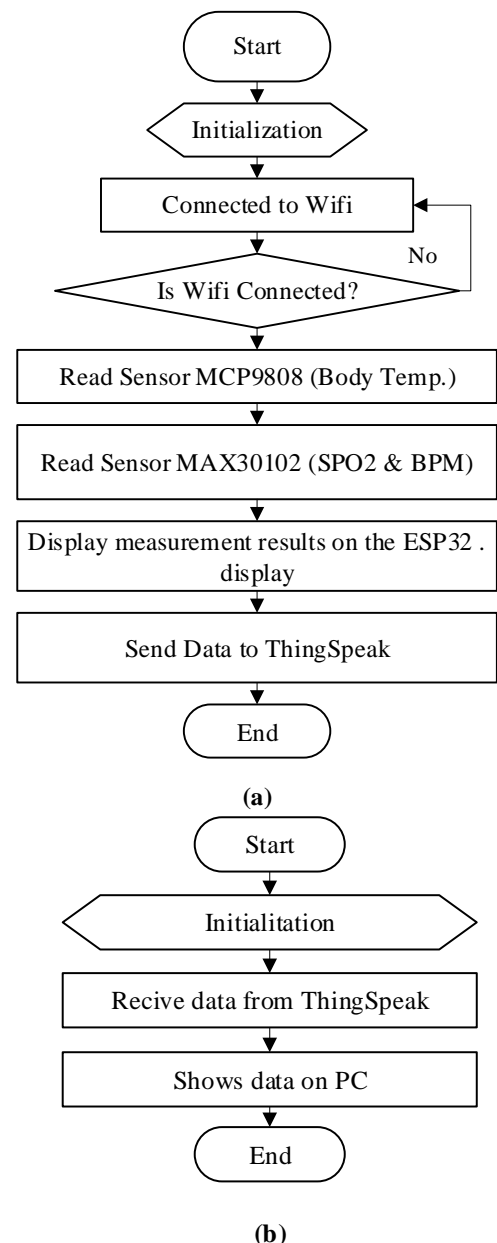 Start
Initialization
Connected to Wifi
No
Is Wifi Connected?
Read Sensor MCP9808 (Body Temp.)
Read Sensor MAX30102 (SPO2 & BPM)
Display measurement results on the ESP32 .
display
Send Data to ThingSpeak
End
(a)
Start
Initialitation
Recive data from ThingSpeak
Shows data on PC
End
(b)